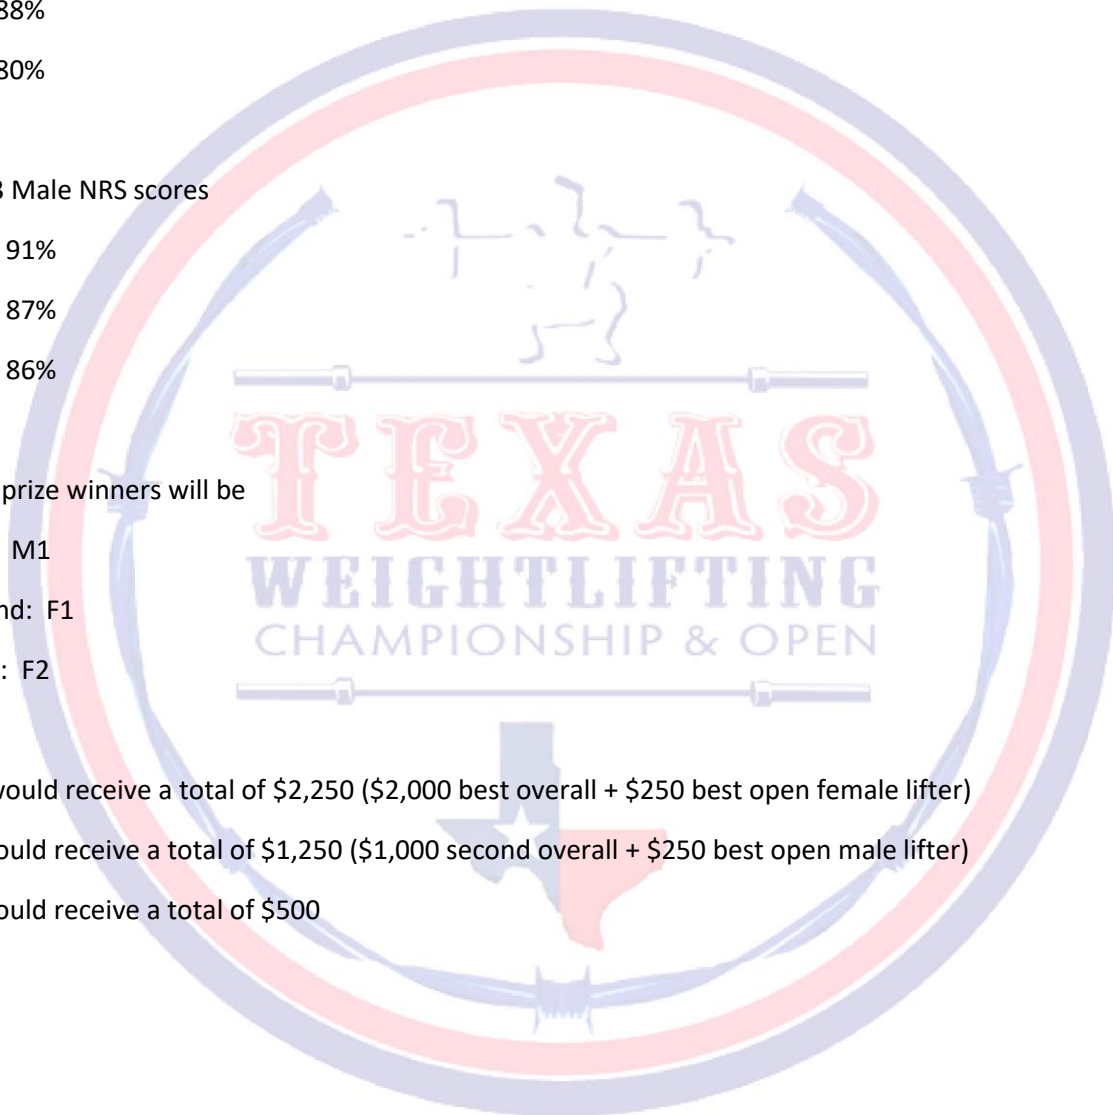 88%
80%
3 Male NRS scores
91%
87%
86%
prize winners will be
M1
nd: F1
: F2
would receive a total of $2,250 ($2,000 best overall + $250 best open female lifter)
ould receive a total of $1,250 ($1,000 second overall + $250 best open male lifter)
ould receive a total of $500
TEXAS
WEIGHTLIFTING
CHAMPIONSHIP & OPEN